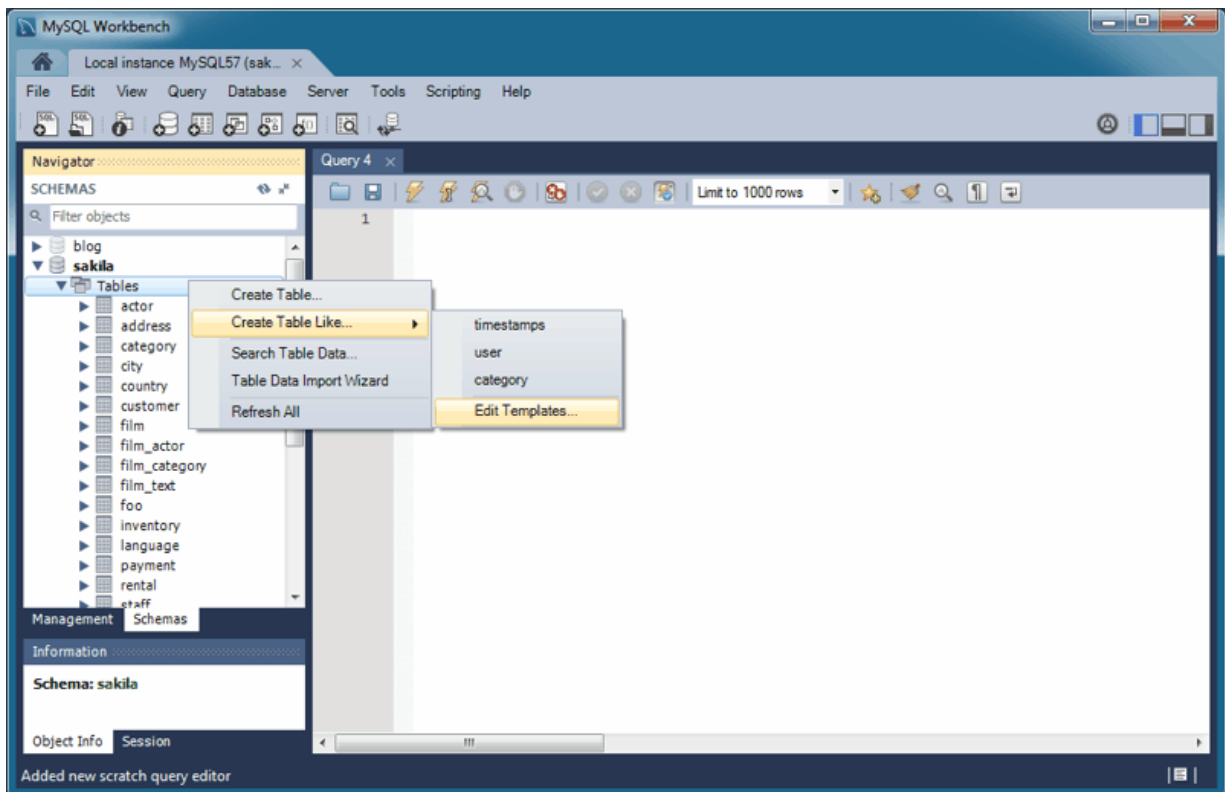 MySQL Workbench
Local instance MySQL57 (sak...
File Edit View Query Database Server Tools Scripting Help
Navigator
SCHEMAS
Filter objects
blog
sakila
Tables
actor
address
category
city
country
customer
film
film_actor
film_category
film_text
foo
inventory
language
payment
rental
staff
Management Schemas
Information
Schema: sakila
Object Info Session
Query 4
Limit to 1000 rows
1
Create Table...
Create Table Like...
Search Table Data...
Table Data Import Wizard
Refresh All
timestamps
user
category
Edit Templates...
Added new scratch query editor